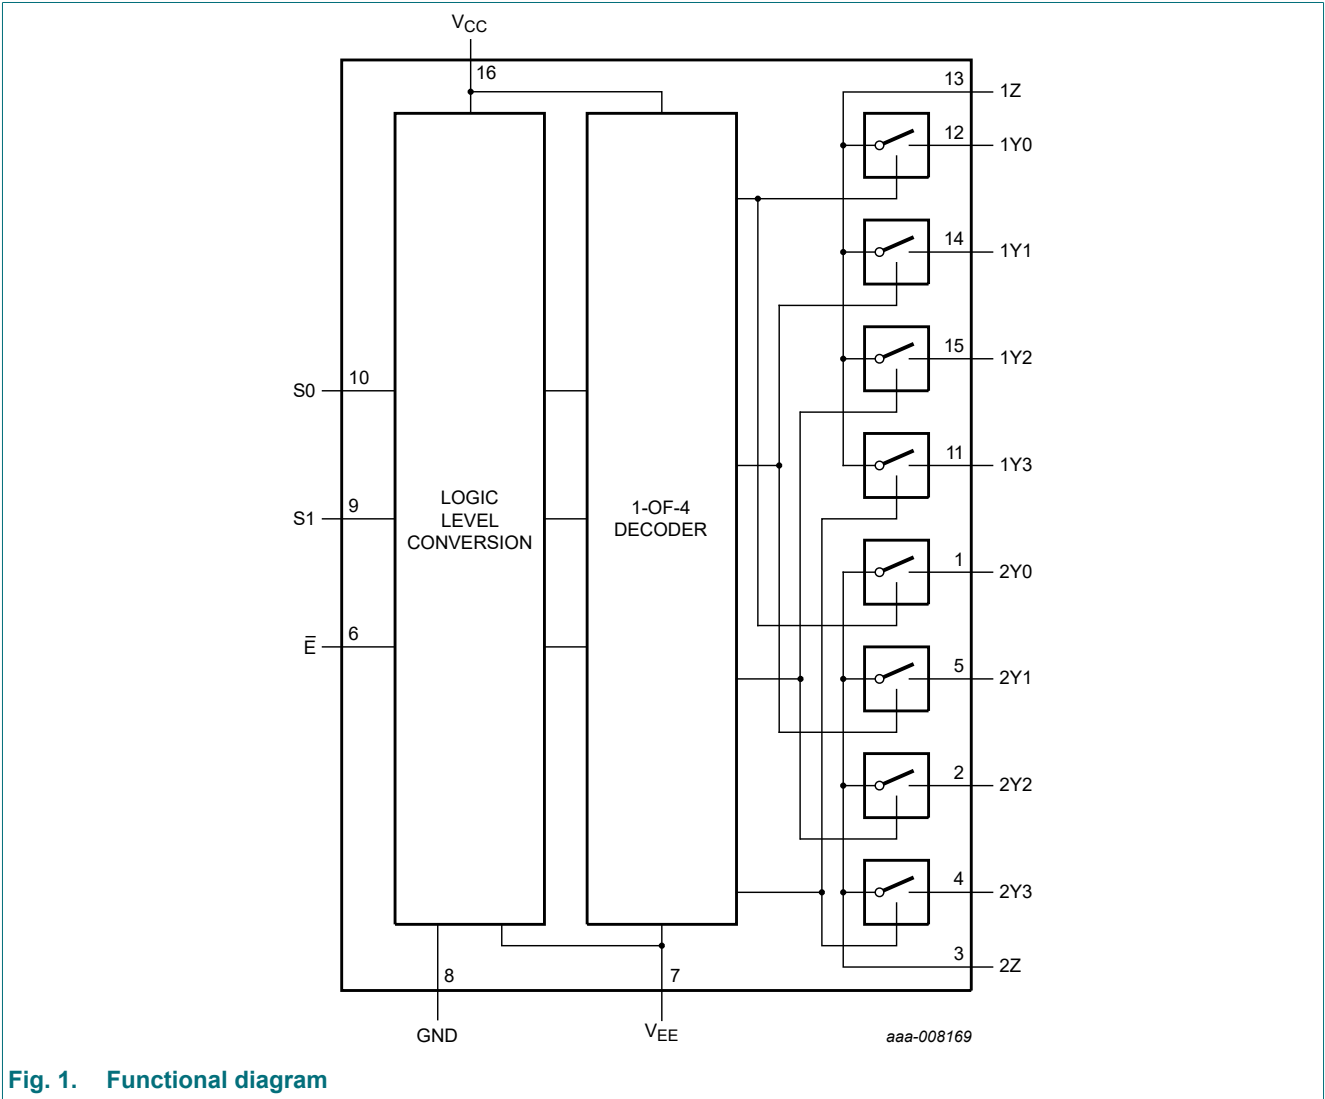 VCC
16
13
1Z
12
1Y0
14
1Y1
15
1Y2
S0
10
11
1Y3
S1
9
LOGIC
LEVEL
CONVERSION
1-OF-4
DECODER
1
2Y0
E̅
6
5
2Y1
2
2Y2
4
2Y3
3
2Z
8
7
GND
VEE
aaa-008169
Fig. 1. Functional diagram